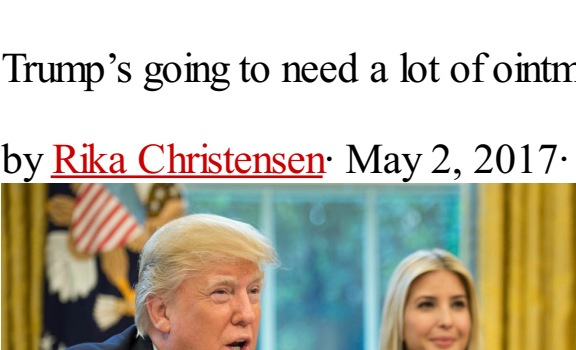 Trump's going to need a lot of ointm
by Rika Christensen· May 2, 2017·